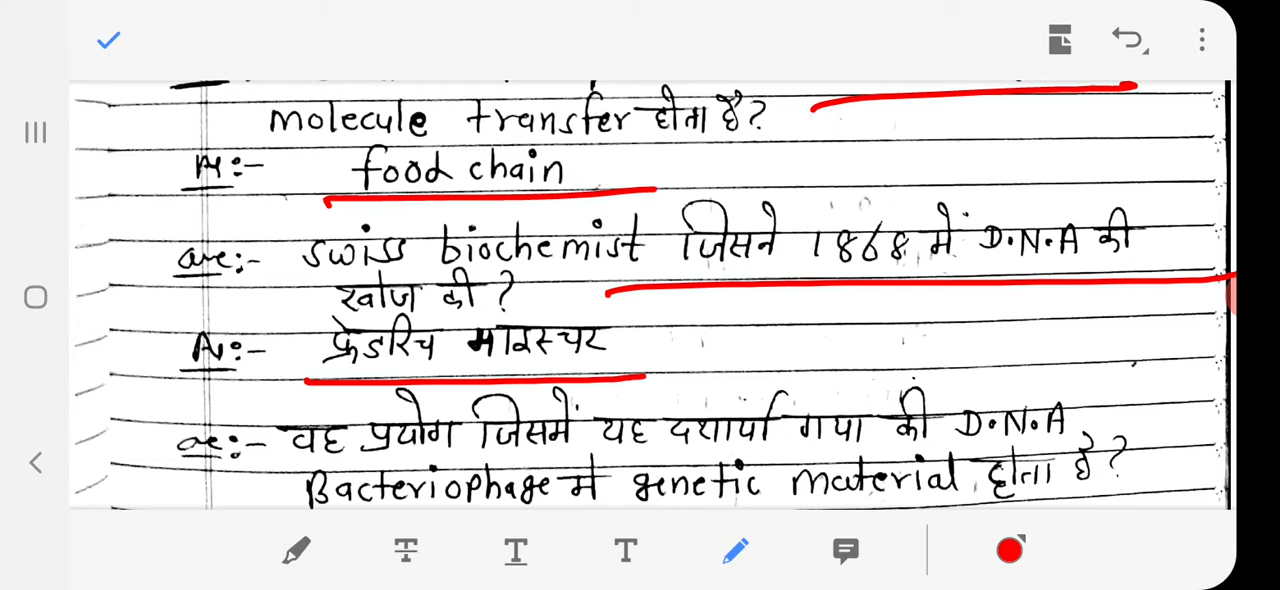 molecule transfer होता है?
A:- food chain
Que:- swiss biochemist जिसने 1868 में D.N.A की
खोज की ?
A:- फ्रेडरिच माइस्चर
Que:- वह प्रयोग जिसमें यह दर्शाया गया की D.N.A
Bacteriophage में genetic material होता है ?